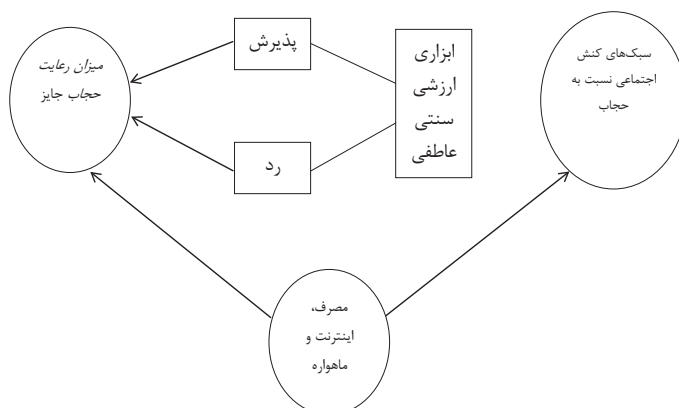 سبک‌های کنش
اجتماعی نسبت به
حجاب
ابزاری
ارزشی
سنتی
عاطفی
پذیرش
رد
میزان رعایت
حجاب جایز
مصرف،
اینترنت و
ماهواره